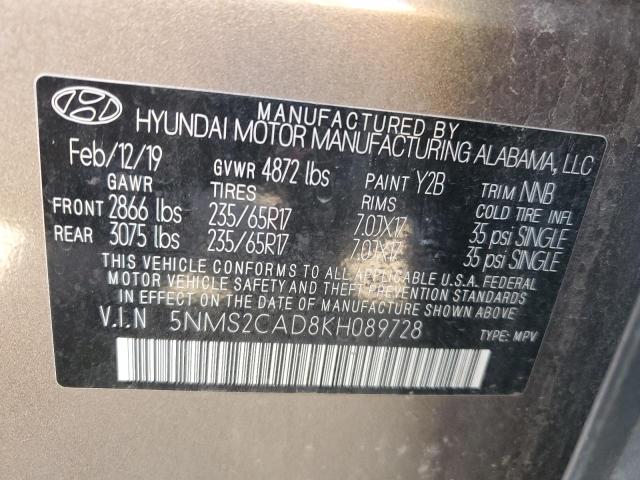 MANUFACTURED BY
HYUNDAI MOTOR MANUFACTURING ALABAMA, LLC
Feb/12/19 GVWR 4872 lbs PAINT Y2B TRIM NNB
GAWR TIRES RIMS COLD TIRE INFL
FRONT 2866 lbs 235/65R17 7.07X17 35 psi SINGLE
REAR 3075 lbs 235/65R17 7.07X17 35 psi SINGLE
THIS VEHICLE CONFORMS TO ALL APPLICABLE U.S.A. FEDERAL
MOTOR VEHICLE SAFETY AND THEFT PREVENTION STANDARDS
IN EFFECT ON THE DATE OF MANUFACTURE SHOWN ABOVE
V.I.N 5NMS2CAD8KH089728 TYPE: MPV